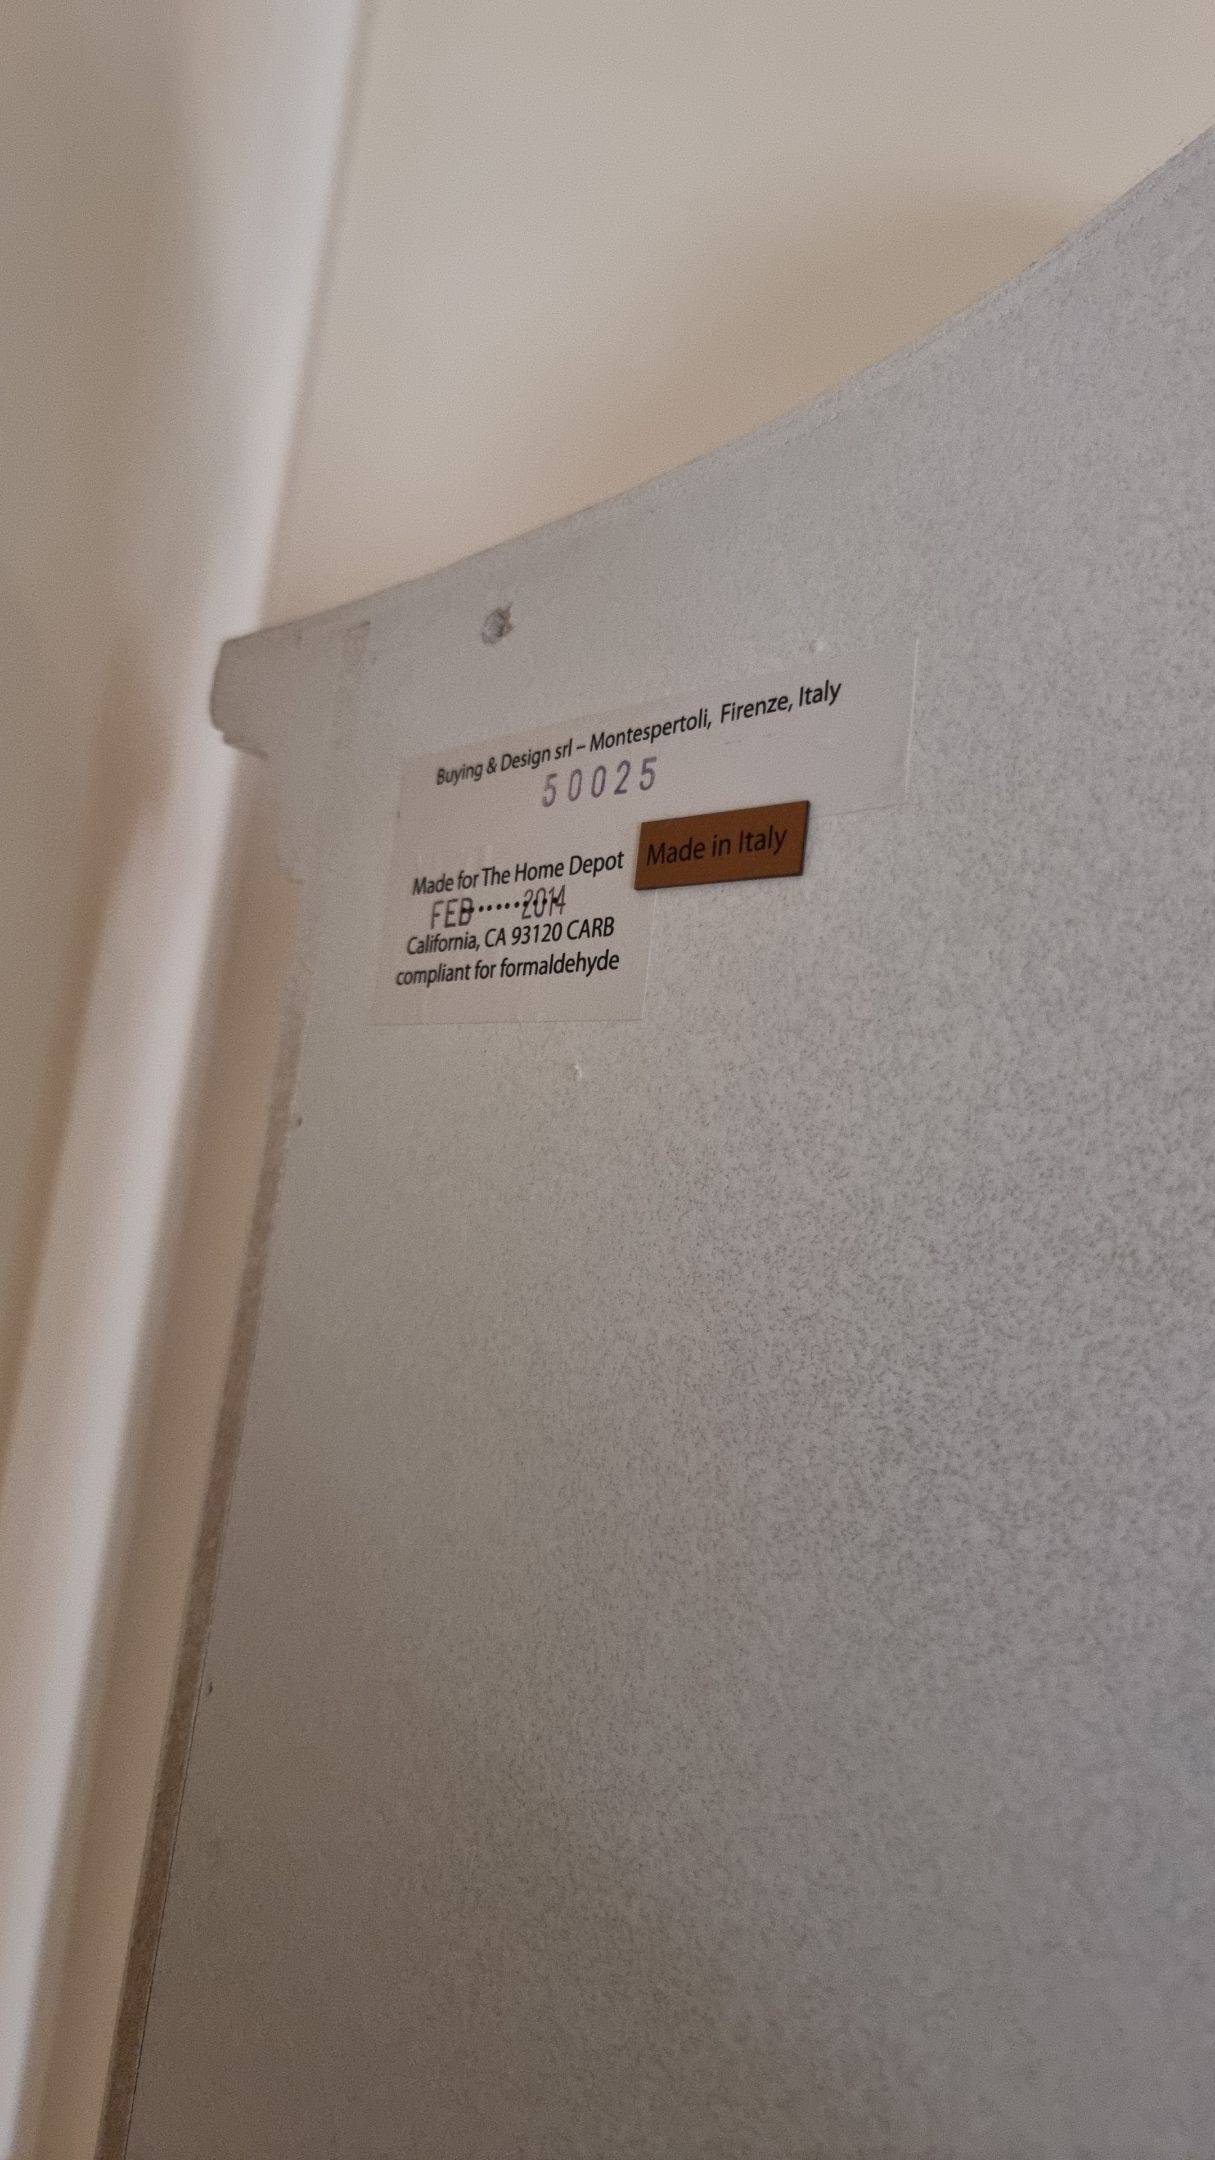 Buying & Design srl – Montespertoli, Firenze, Italy
50025
Made in Italy
Made for The Home Depot
FEB ...... 2014
California, CA 93120 CARB
compliant for formaldehyde